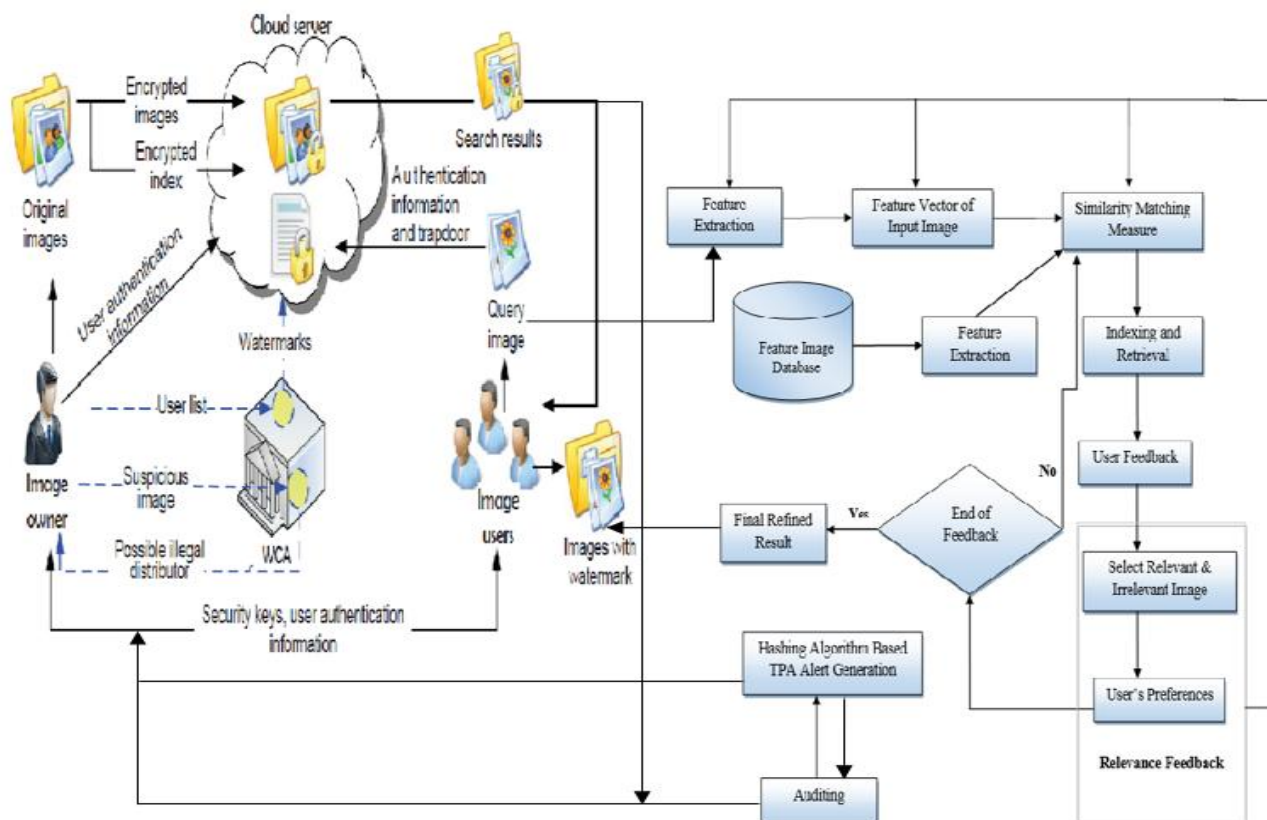 Cloud server
Encrypted
images
Encrypted
index
Original
images
Search results
Authentication
information
and trapdoor
User authentication
information
Watermarks
Query
image
User list
Suspicious
image
Image
owner
Possible illegal
distributor
WCA
Image
users
Images with
watermark
Security keys, user authentication
information
Feature
Extraction
Feature Vector of
Input Image
Similarity Matching
Measure
Feature Image
Database
Feature
Extraction
Indexing and
Retrieval
User Feedback
No
End of
Feedback
Yes
Final Refined
Result
Select Relevant &
Irrelevant Image
Hashing Algorithm Based
TPA Alert Generation
User's Preferences
Relevance Feedback
Auditing